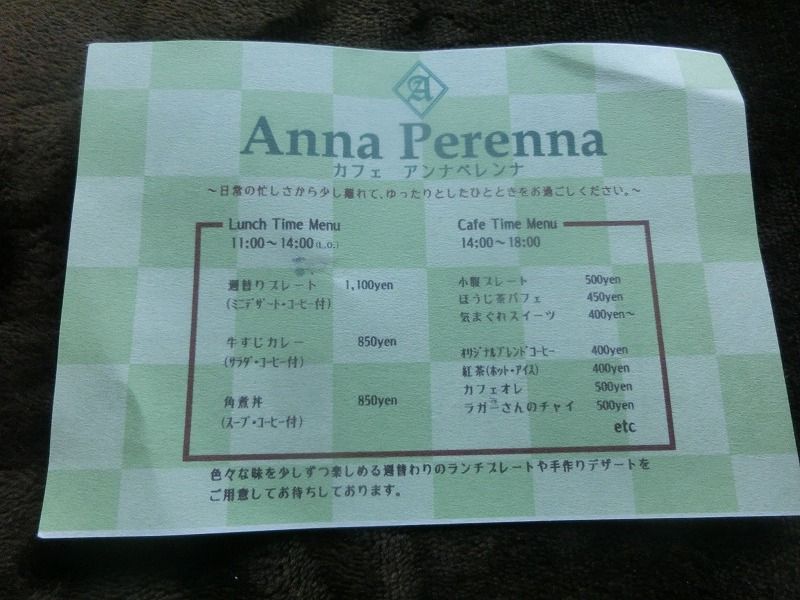 A
Anna Perenna
カフェ アンナペレンナ
～日常の忙しさから少し離れて、ゆったりとしたひとときをお過ごしください。～
Lunch Time Menu
11:00～14:00(L.O.)
週替りプレート 1,100yen
(ミニデザート・コーヒー付)
牛すじカレー 850yen
(サラダ・コーヒー付)
角煮丼 850yen
(スープ・コーヒー付)
Cafe Time Menu
14:00～18:00
小腹プレート 500yen
ほうじ茶パフェ 450yen
気まぐれスイーツ 400yen～
オリジナルブレンドコーヒー 400yen
紅茶(ホット・アイス) 400yen
カフェオレ 500yen
ラガーさんのチャイ 500yen
etc
色々な味を少しずつ楽しめる週替わりのランチプレートや手作りデザートを
ご用意してお待ちしております。